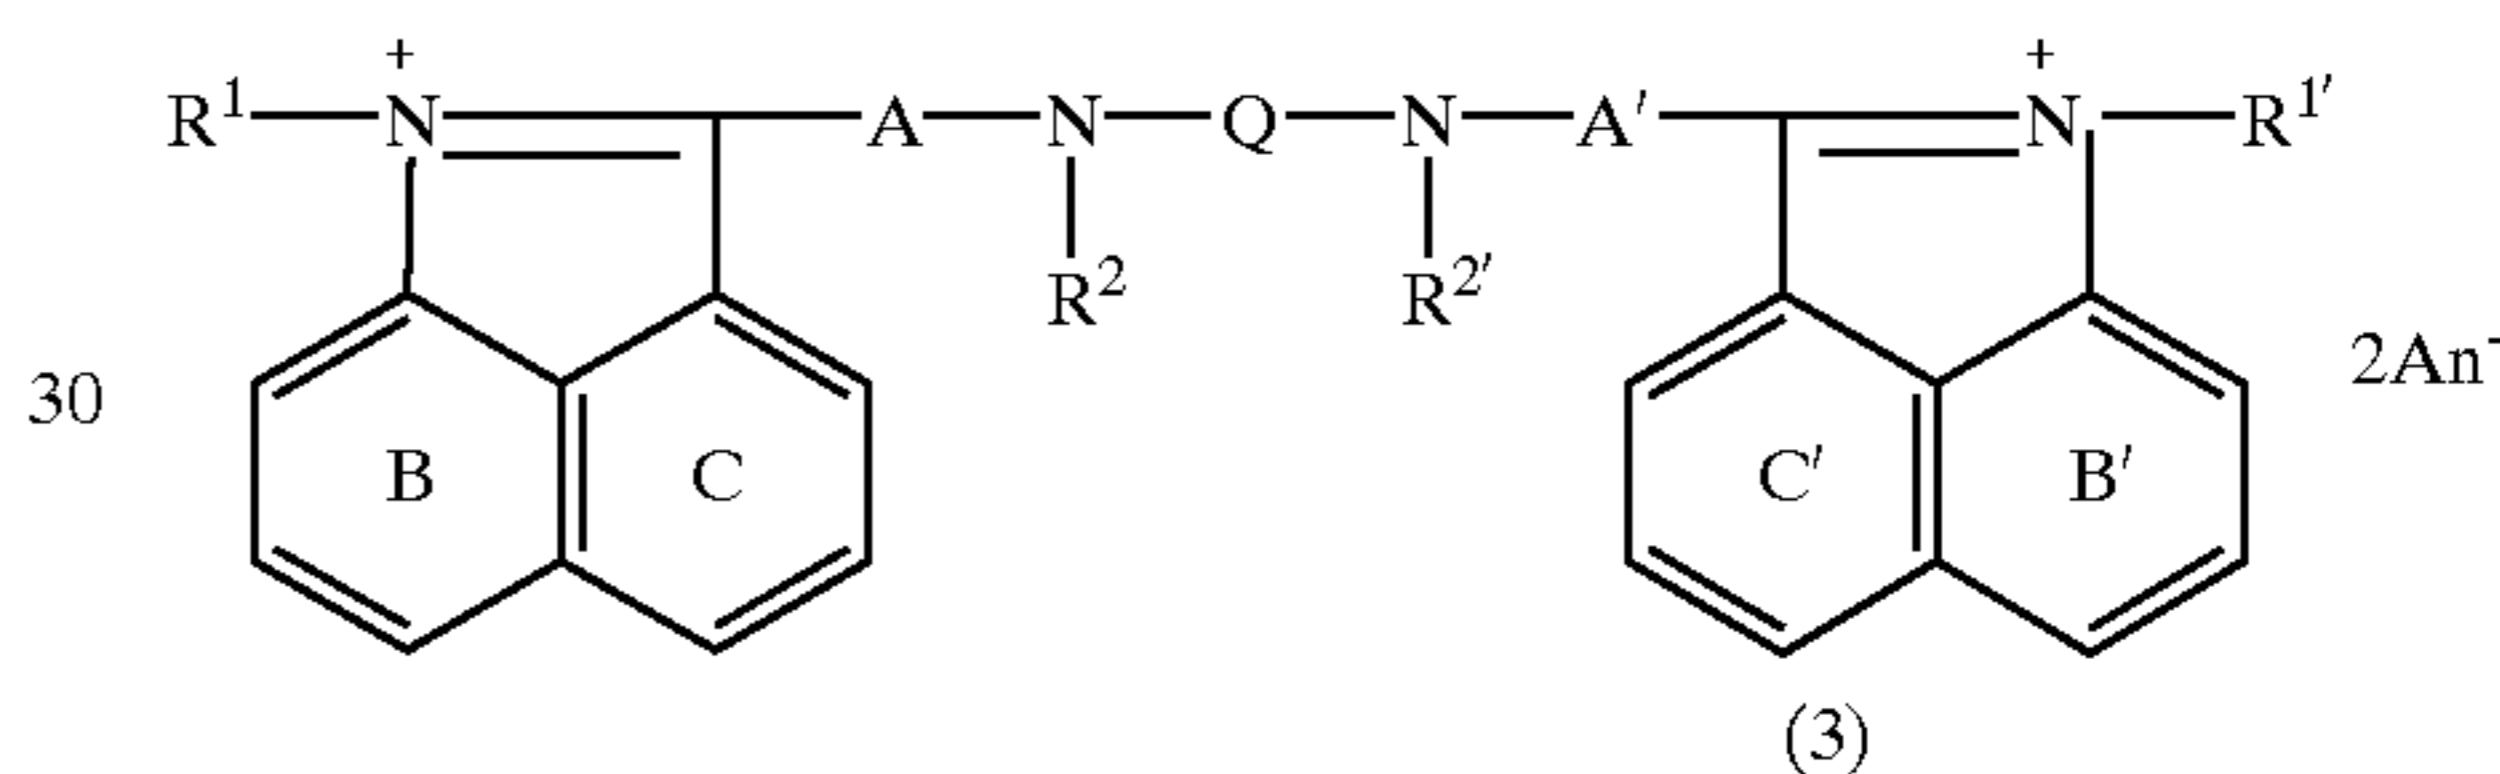 + +
R1 N A N Q N A' N R1'
R2 R2'
30 2An-
B C C' B'
(3)